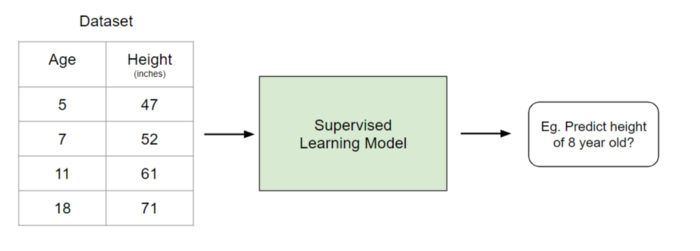 Dataset
Age Height
(inches)
5 47
7 52
11 61
18 71
Supervised
Learning Model
Eg. Predict height
of 8 year old?